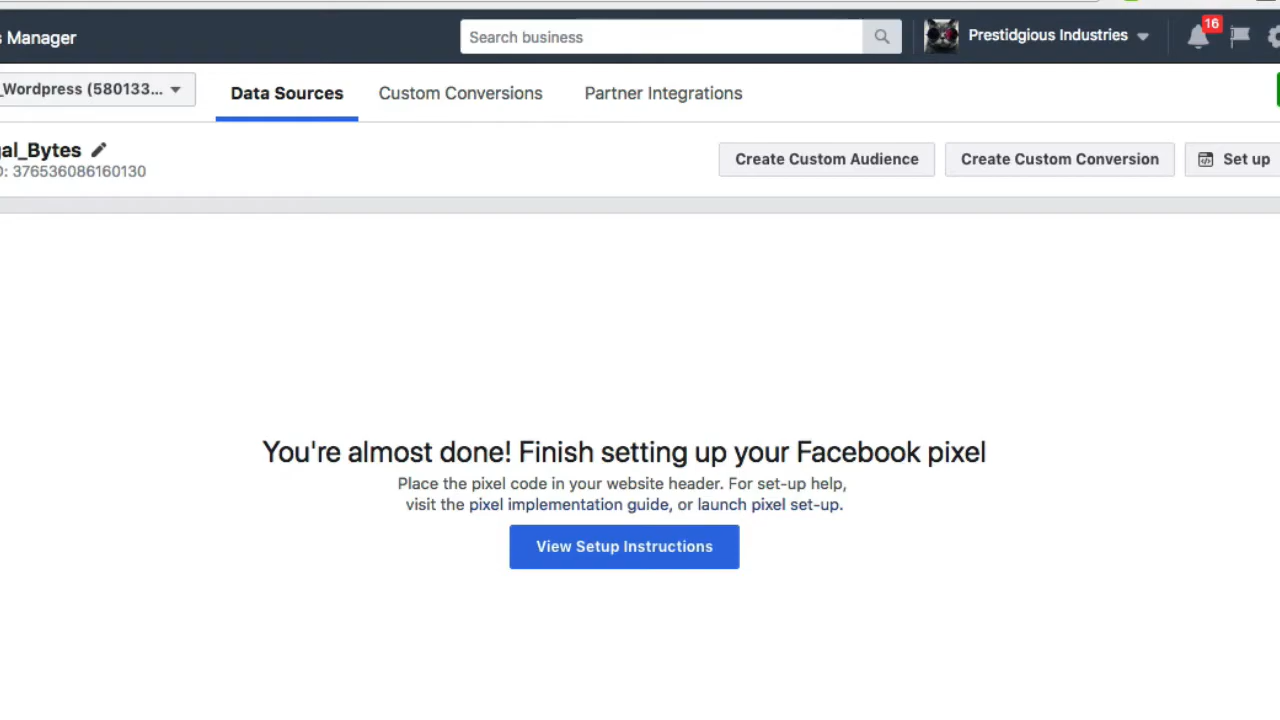 s Manager
Search business
Prestidgious Industries
16
_Wordpress (580133...
Data Sources
Custom Conversions
Partner Integrations
gal_Bytes
D: 376536086160130
Create Custom Audience
Create Custom Conversion
Set up
You're almost done! Finish setting up your Facebook pixel
Place the pixel code in your website header. For set-up help,
visit the pixel implementation guide, or launch pixel set-up.
View Setup Instructions